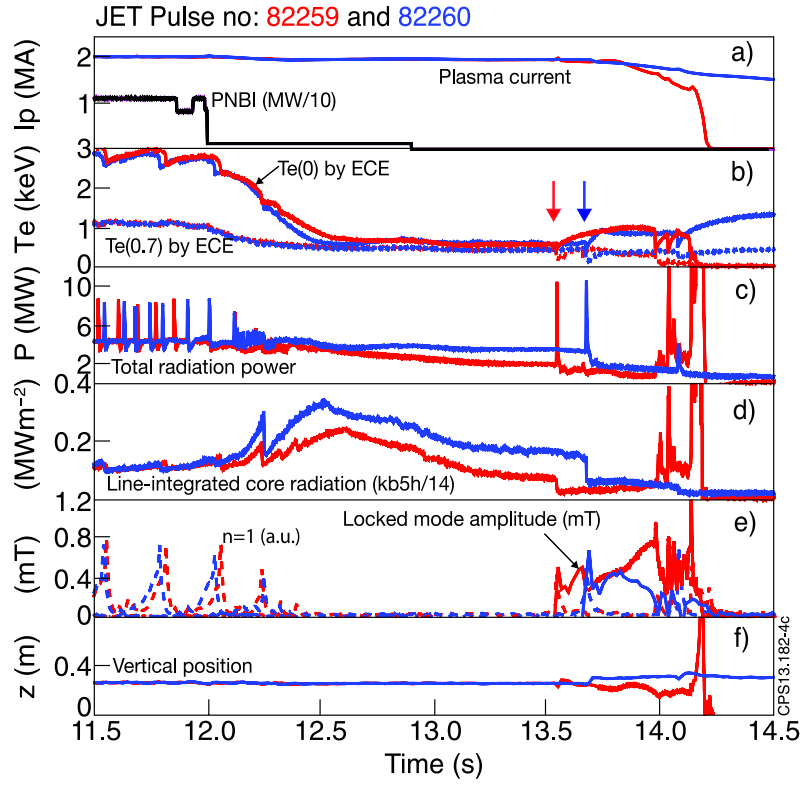 JET Pulse no: 82259 and 82260
Ip (MA)
2
1
a)
Plasma current
PNBI (MW/10)
Te (keV)
3
2
1
0
b)
Te(0) by ECE
Te(0.7) by ECE
P (MW)
10
6
2
c)
Total radiation power
(MWm⁻²)
0.4
0.2
d)
Line-integrated core radiation (kb5h/14)
(mT)
1.2
0.8
0.4
0
e)
n=1 (a.u.)
Locked mode amplitude (mT)
z (m)
0.4
0
f)
Vertical position
CPS13.182-4c
11.5 12.0 12.5 13.0 13.5 14.0 14.5
Time (s)